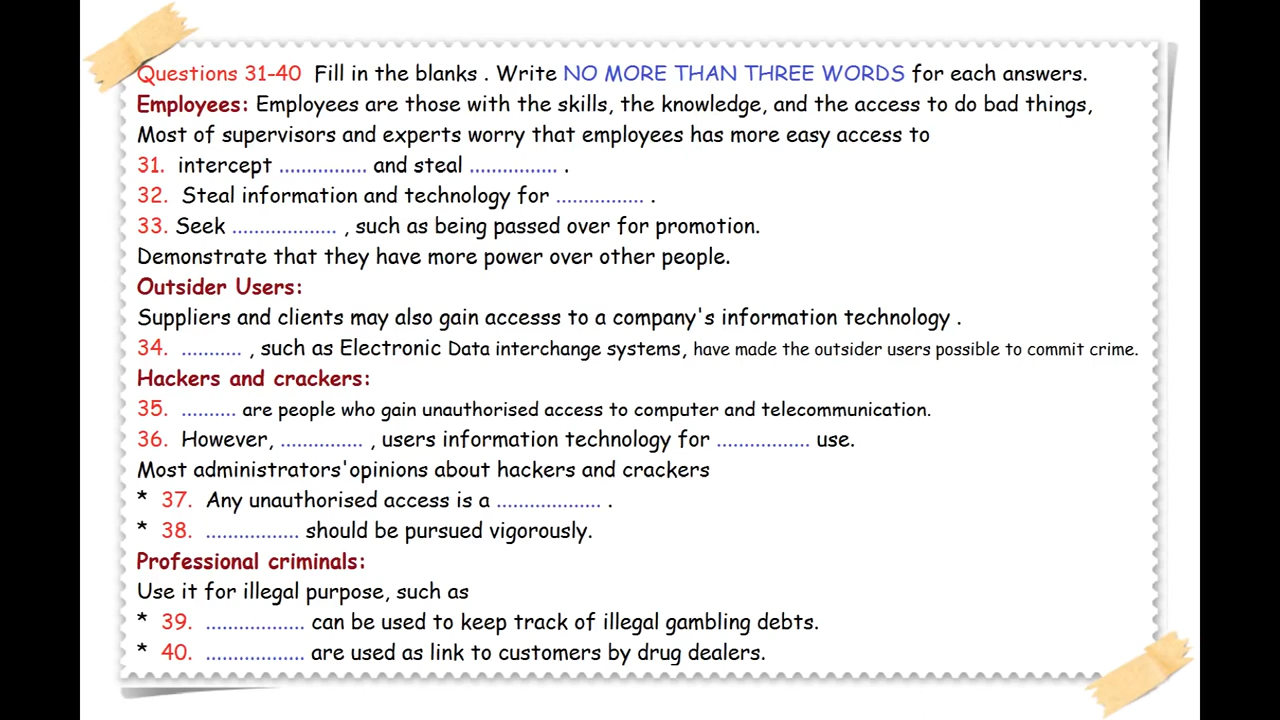 Questions 31-40 Fill in the blanks . Write NO MORE THAN THREE WORDS for each answers.
Employees: Employees are those with the skills, the knowledge, and the access to do bad things,
Most of supervisors and experts worry that employees has more easy access to
31. intercept ................ and steal ................ .
32. Steal information and technology for ................ .
33. Seek ................... , such as being passed over for promotion.
Demonstrate that they have more power over other people.
Outsider Users:
Suppliers and clients may also gain accesss to a company's information technology .
34. ........... , such as Electronic Data interchange systems, have made the outsider users possible to commit crime.
Hackers and crackers:
35. .......... are people who gain unauthorised access to computer and telecommunication.
36. However, ............... , users information technology for ................. use.
Most administrators'opinions about hackers and crackers
* 37. Any unauthorised access is a ................... .
* 38. ................. should be pursued vigorously.
Professional criminals:
Use it for illegal purpose, such as
* 39. .................. can be used to keep track of illegal gambling debts.
* 40. .................. are used as link to customers by drug dealers.